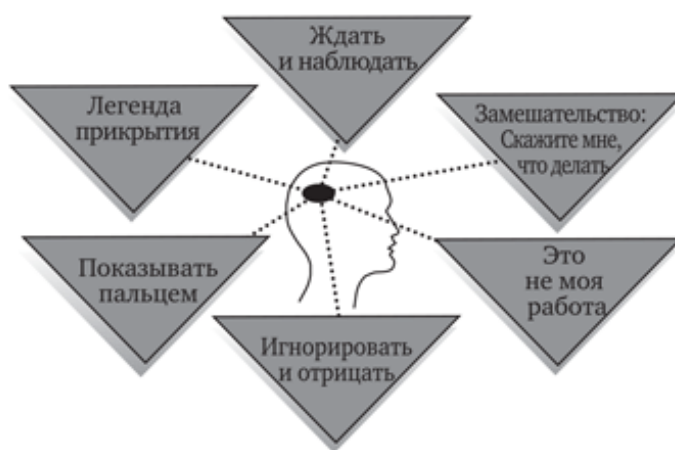 Ждать
и наблюдать
Легенда
прикрытия
Замешательство:
Скажите мне,
что делать
Показывать
пальцем
Это
не моя
работа
Игнорировать
и отрицать